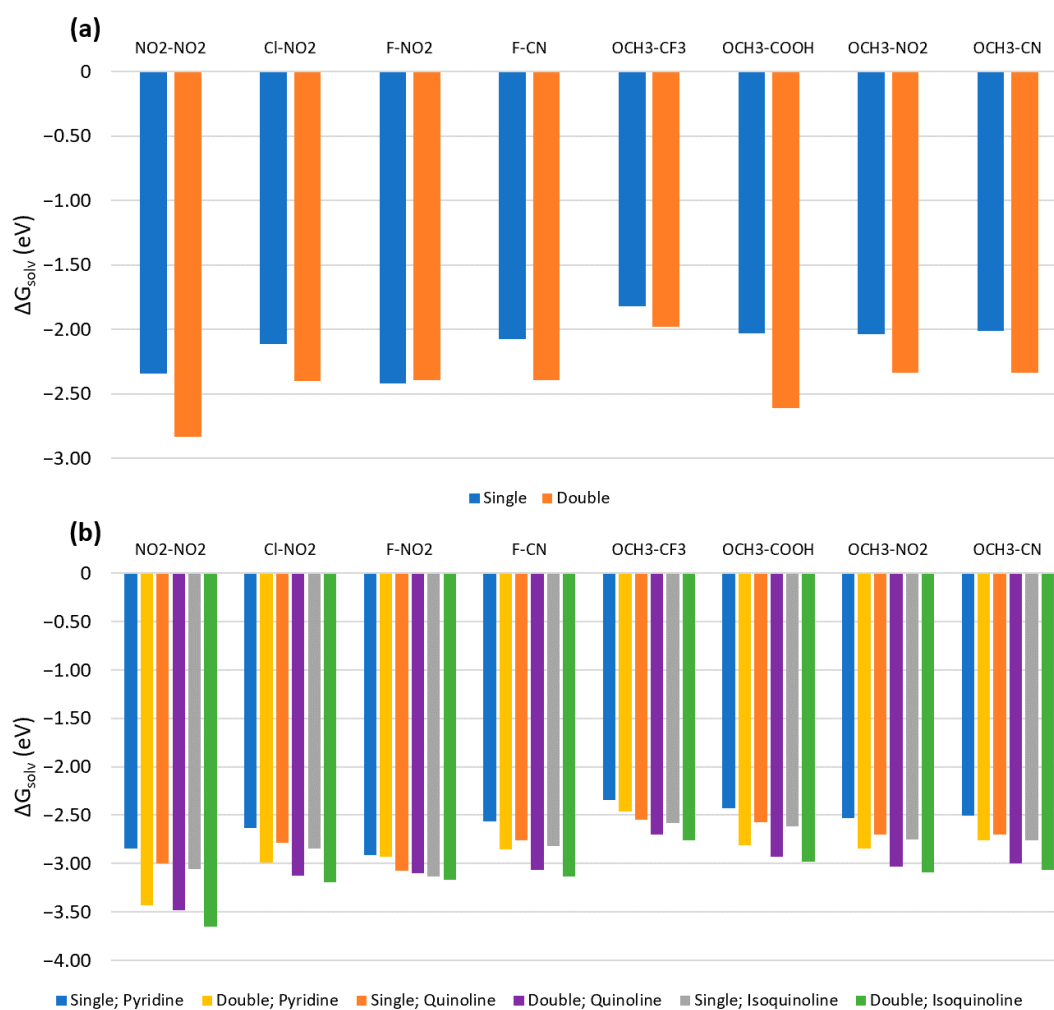 (a)
NO2-NO2 Cl-NO2 F-NO2 F-CN OCH3-CF3 OCH3-COOH OCH3-NO2 OCH3-CN
0
−0.50
−1.00
−1.50
−2.00
−2.50
−3.00
ΔGsolv (eV)
Single Double
(b)
NO2-NO2 Cl-NO2 F-NO2 F-CN OCH3-CF3 OCH3-COOH OCH3-NO2 OCH3-CN
0
−0.50
−1.00
−1.50
−2.00
−2.50
−3.00
−3.50
−4.00
ΔGsolv (eV)
Single; Pyridine Double; Pyridine Single; Quinoline Double; Quinoline Single; Isoquinoline Double; Isoquinoline